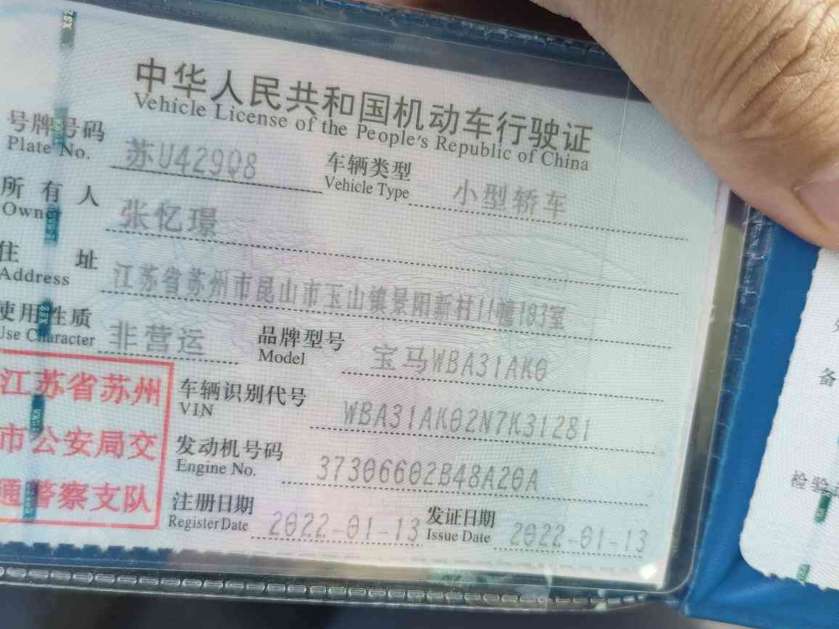 中华人民共和国机动车行驶证
Vehicle License of the People's Republic of China
号牌号码 苏U429Q8 车辆类型 小型轿车
Plate No. Vehicle Type
所有人 张忆璟
Owner
住址 江苏省苏州市昆山市玉山镇景阳新村11幢103室
Address
使用性质 非营运 品牌型号 宝马WBA31AK0
Use Character Model
江苏省苏州
市公安局交
通警察支队
车辆识别代号 WBA31AK02N7K31281
VIN
发动机号码 37306602B48A20A
Engine No.
注册日期 2022-01-13 发证日期 2022-01-13
Register Date Issue Date
备
检验